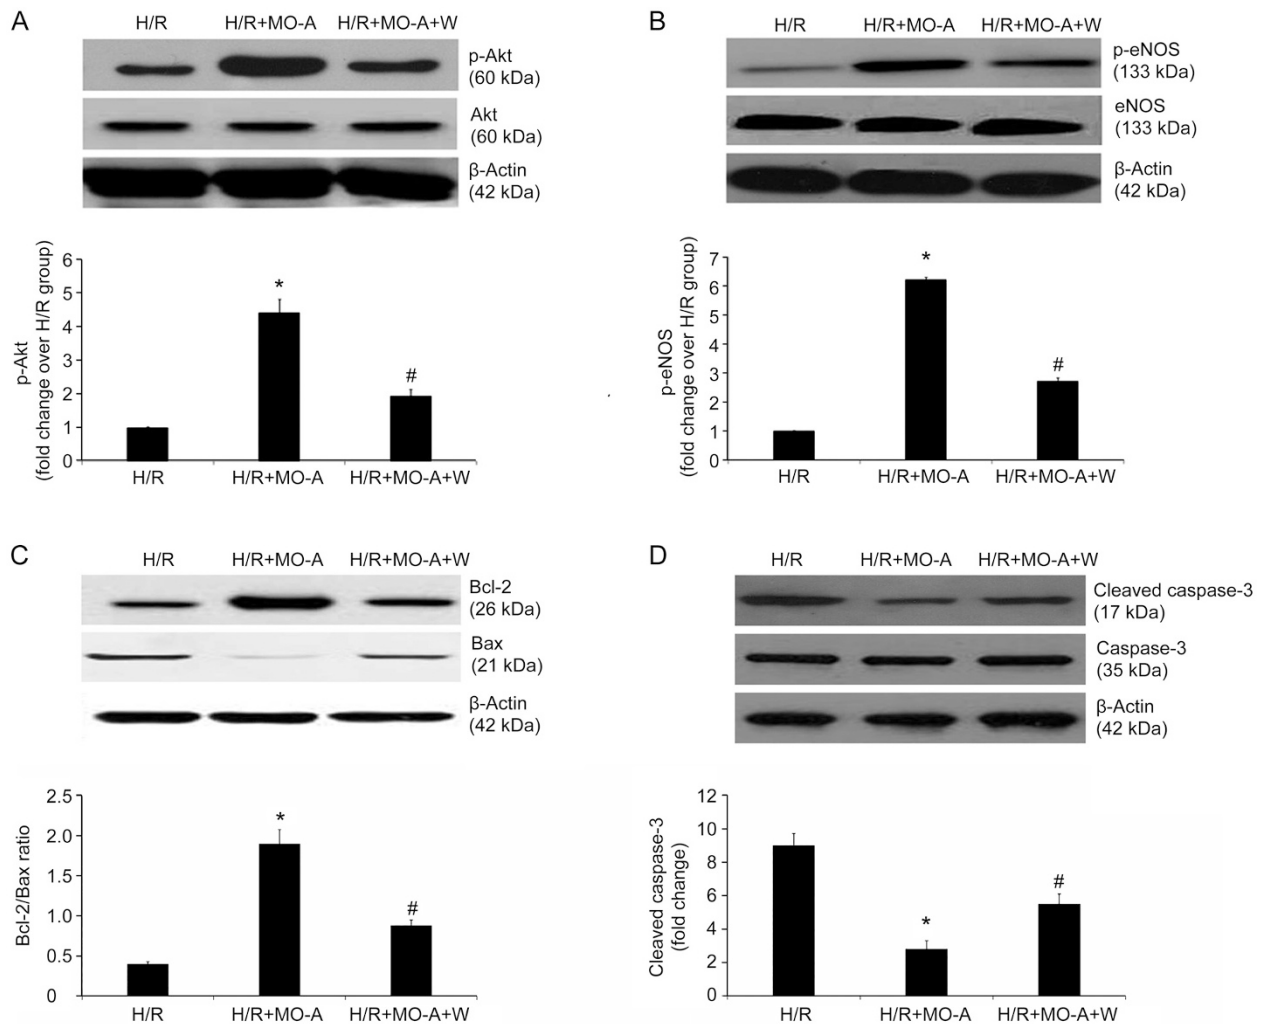 A
H/R H/R+MO-A H/R+MO-A+W
p-Akt
(60 kDa)
Akt
(60 kDa)
β-Actin
(42 kDa)
p-Akt
(fold change over H/R group)
6
5
4
3
2
1
0
*
#
H/R H/R+MO-A H/R+MO-A+W
B
H/R H/R+MO-A H/R+MO-A+W
p-eNOS
(133 kDa)
eNOS
(133 kDa)
β-Actin
(42 kDa)
p-eNOS
(fold change over H/R group)
7
6
5
4
3
2
1
0
*
#
H/R H/R+MO-A H/R+MO-A+W
C
H/R H/R+MO-A H/R+MO-A+W
Bcl-2
(26 kDa)
Bax
(21 kDa)
β-Actin
(42 kDa)
Bcl-2/Bax ratio
2.5
2.0
1.5
1.0
0.5
0
*
#
H/R H/R+MO-A H/R+MO-A+W
D
H/R H/R+MO-A H/R+MO-A+W
Cleaved caspase-3
(17 kDa)
Caspase-3
(35 kDa)
β-Actin
(42 kDa)
Cleaved caspase-3
(fold change)
12
10
8
6
4
2
0
*
#
H/R H/R+MO-A H/R+MO-A+W